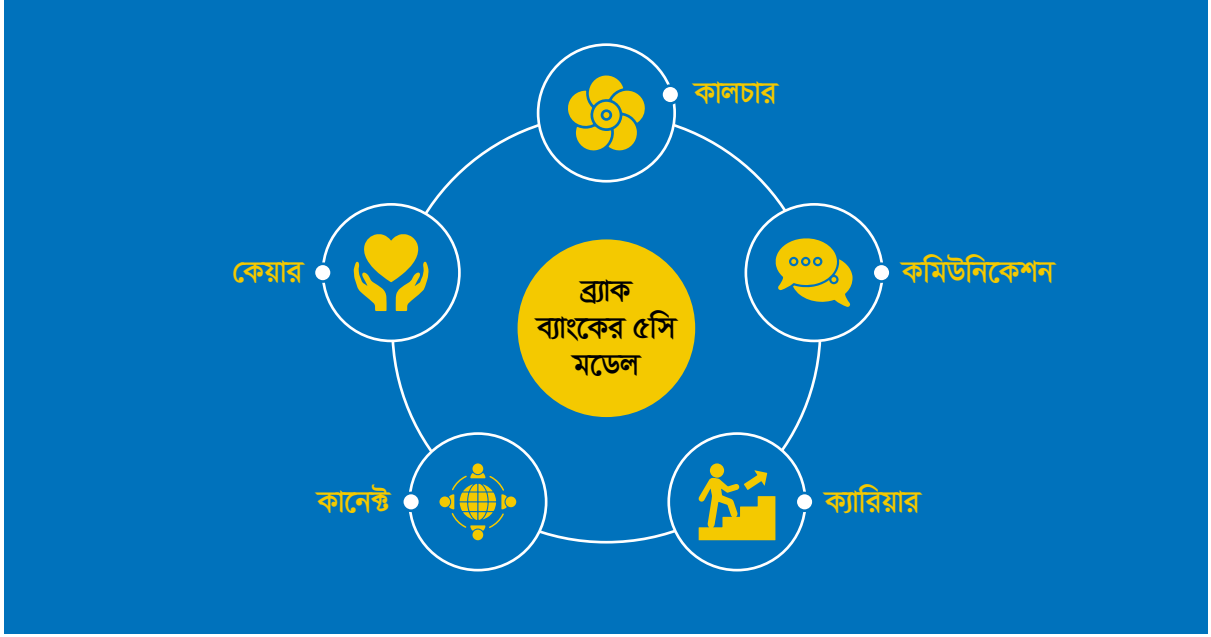 কালচার
কেয়ার
কমিউনিকেশন
ব্র্যাক
ব্যাংকের ৫সি
মডেল
কানেক্ট
ক্যারিয়ার